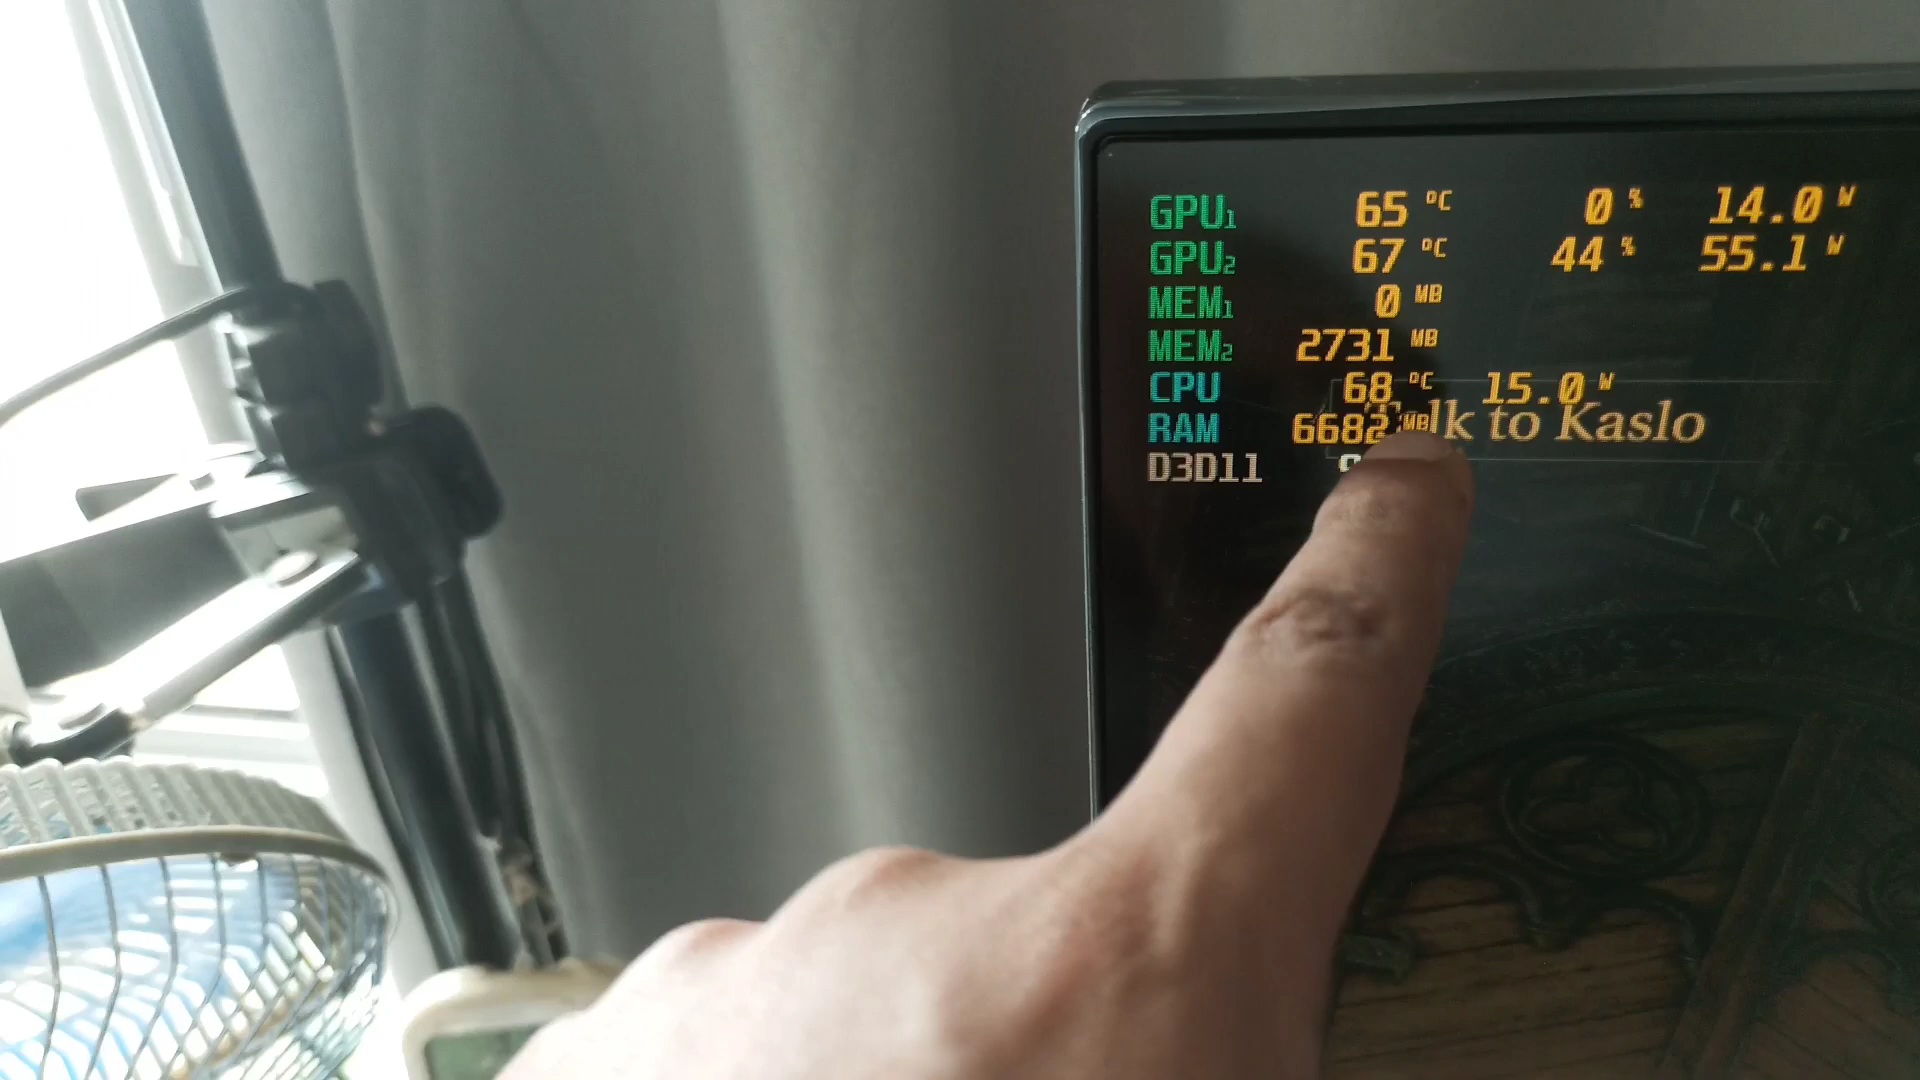 GPU1 65 °C 0 % 14.0 W
GPU2 67 °C 44 % 55.1 W
MEM1 0 MB
MEM2 2731 MB
CPU 68 °C 15.0 W
RAM 6682 MB
to Kaslo
D3D11